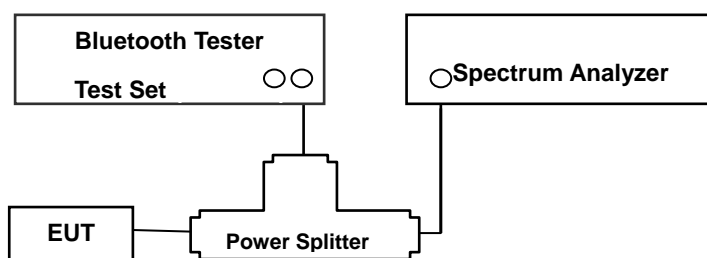 Bluetooth Tester
Test Set
Spectrum Analyzer
EUT
Power Splitter